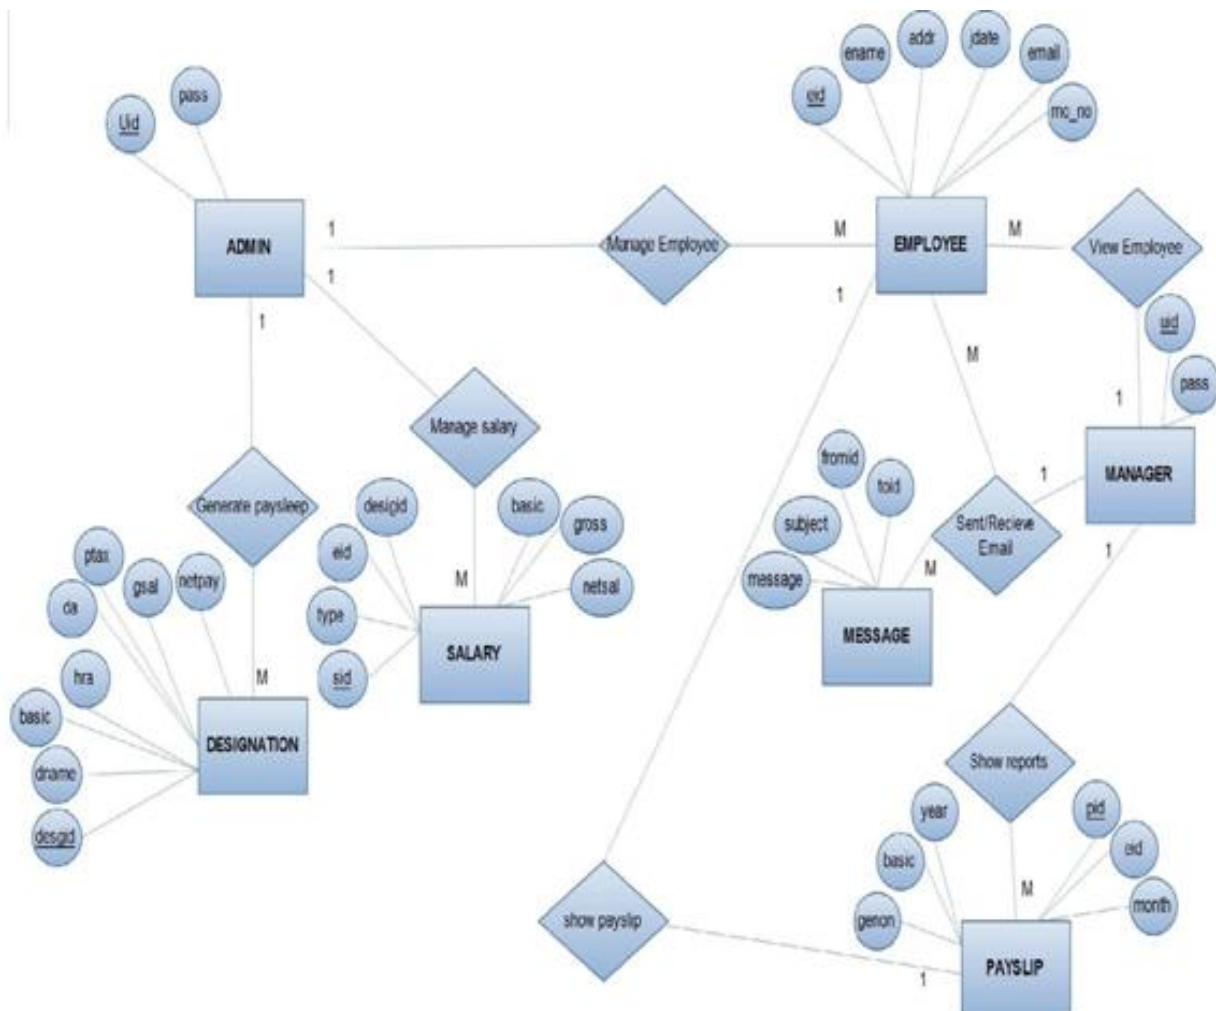 addr
jdate
ename
email
pass
eid
mo_no
Uid
1
M
M
ADMIN
Manage Employee
EMPLOYEE
View Employee
1
1
1
uid
M
pass
Manage salary
1
fromid
MANAGER
toid
1
desigid
basic
gross
subject
Sent/Recieve
Email
Generate paysleep
ptax
eid
netpay
gsal
message
M
1
M
netsal
da
type
MESSAGE
SALARY
sid
hra
M
basic
DESIGNATION
dname
Show reports
desgid
year
pid
basic
eid
M
genon
month
show payslip
PAYSLIP
1